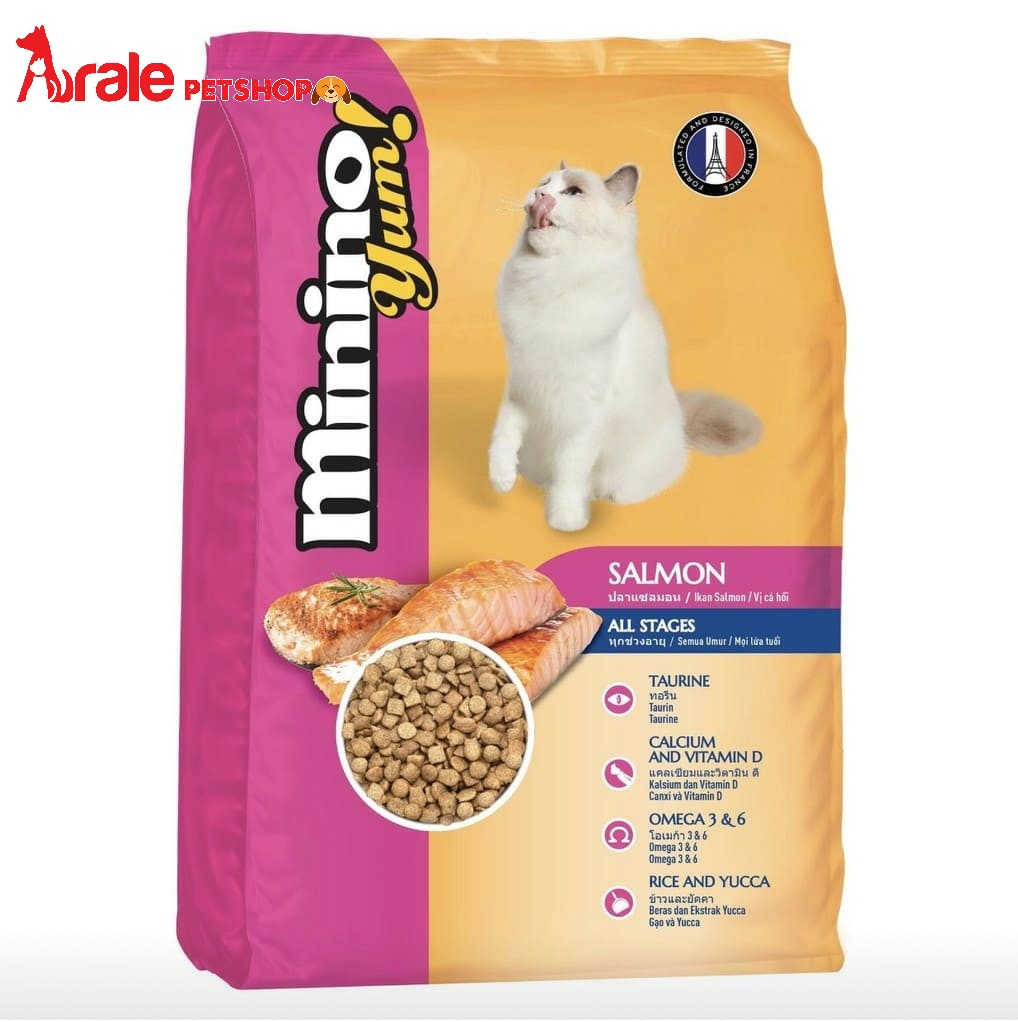 Arale PETSHOP
minino
Yum!
FORMULATED AND DESIGNED IN FRANCE
SALMON
ปลาแซลมอน / Ikan Salmon / Vị cá hồi
ALL STAGES
ทุกช่วงอายุ / Semua Umur / Mọi lứa tuổi
TAURINE
ทอรีน
Taurin
Taurine
CALCIUM
AND VITAMIN D
แคลเซียมและวิตามิน ดี
Kalsium dan Vitamin D
Canxi và Vitamin D
OMEGA 3 & 6
โอเมก้า 3 & 6
Omega 3 & 6
Omega 3 & 6
RICE AND YUCCA
ข้าวและยัคคา
Beras dan Ekstrak Yucca
Gạo và Yucca